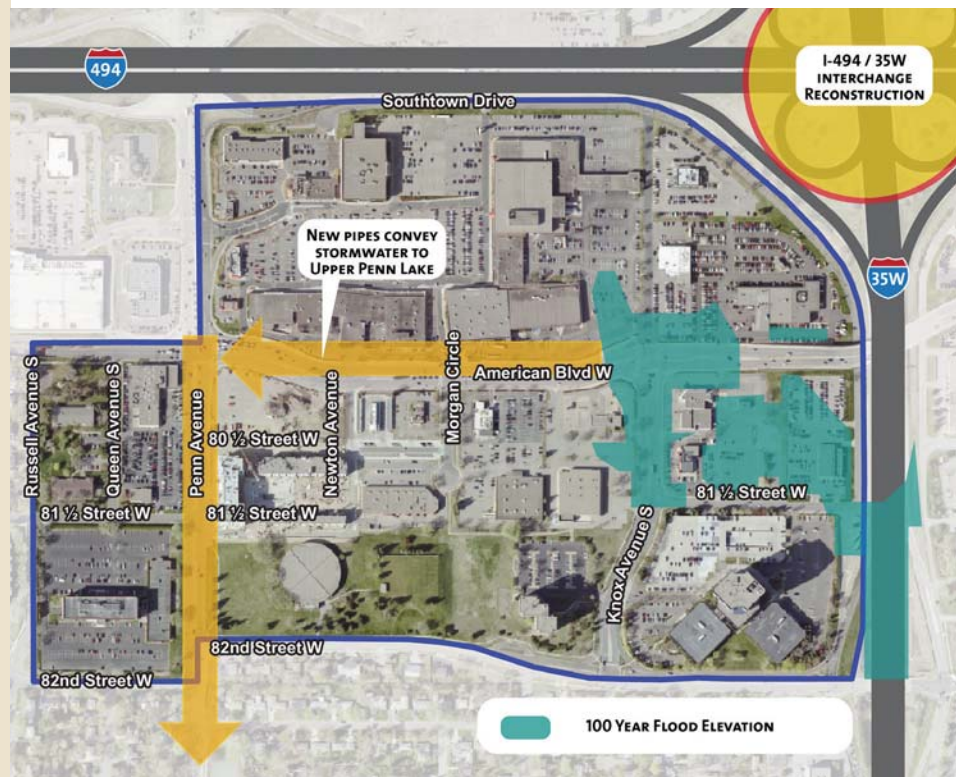 494
I-494 / 35W
INTERCHANGE
RECONSTRUCTION
Southtown Drive
NEW PIPES CONVEY
STORMWATER TO
UPPER PENN LAKE
35W
Russell Avenue S
Queen Avenue S
Penn Avenue
Newton Avenue
Morgan Circle
American Blvd W
80 ½ Street W
81 ½ Street W
81 ½ Street W
81 ½ Street W
Knox Avenue S
82nd Street W
82nd Street W
100 YEAR FLOOD ELEVATION